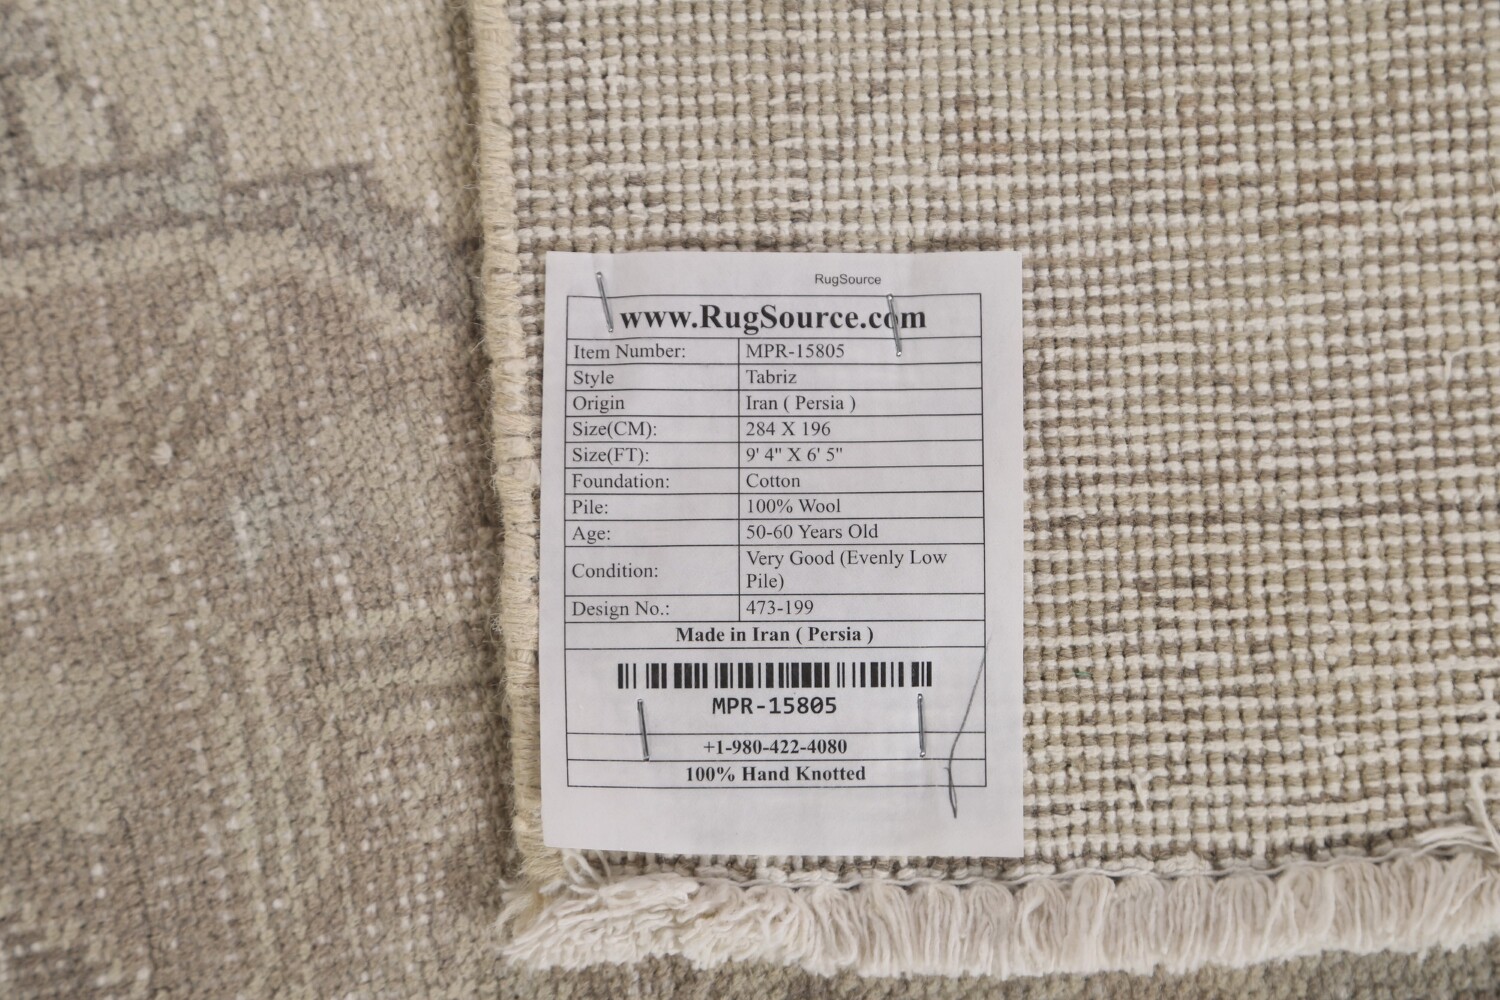 RugSource
www.RugSource.com
Item Number: MPR-15805
Style Tabriz
Origin Iran ( Persia )
Size(CM): 284 X 196
Size(FT): 9' 4" X 6' 5"
Foundation: Cotton
Pile: 100% Wool
Age: 50-60 Years Old
Condition: Very Good (Evenly Low
Pile)
Design No.: 473-199
Made in Iran ( Persia )
MPR-15805
+1-980-422-4080
100% Hand Knotted